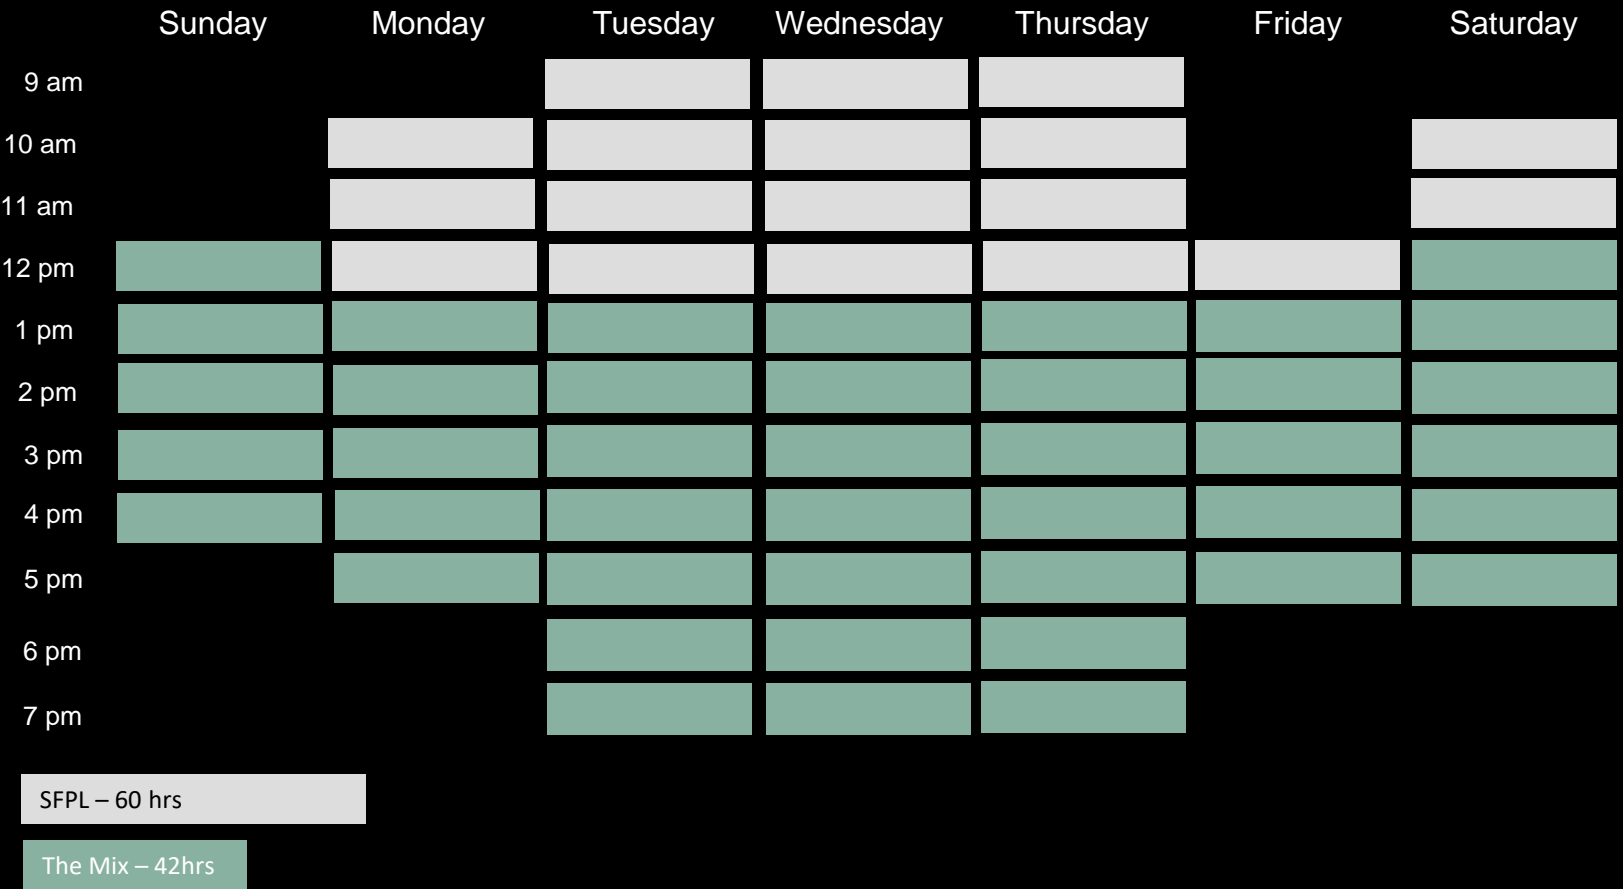 Sunday Monday Tuesday Wednesday Thursday Friday Saturday
9 am
10 am
11 am
12 pm
1 pm
2 pm
3 pm
4 pm
5 pm
6 pm
7 pm
SFPL – 60 hrs
The Mix – 42hrs